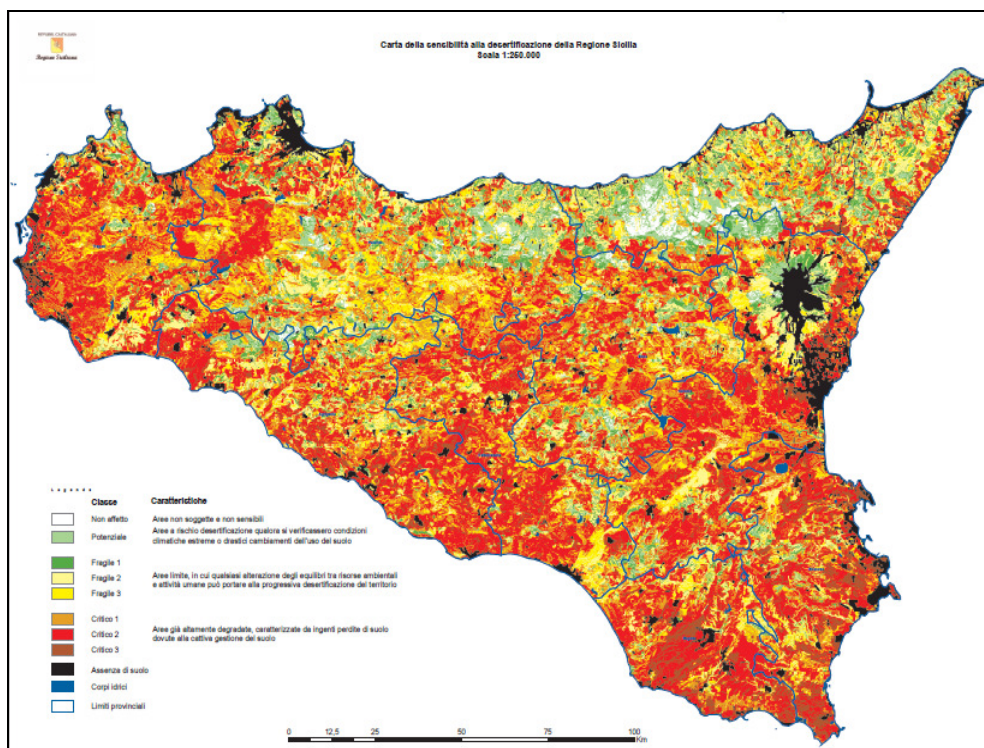 Regione Siciliana
Carta della sensibilità alla desertificazione della Regione Sicilia
Scala 1:250.000
Legenda
Classe Caratteristiche
Non affetto Aree non soggette e non sensibili
Potenziale Aree a rischio desertificazione qualora si verificassero condizioni
climatiche estreme o drastici cambiamenti dell'uso del suolo
Fragile 1
Fragile 2 Aree limite, in cui qualsiasi alterazione degli equilibri tra risorse ambientali
e attività umane può portare alla progressiva desertificazione del territorio
Fragile 3
Critico 1
Critico 2 Aree già altamente degradate, caratterizzate da ingenti perdite di suolo
dovute alla cattiva gestione del suolo
Critico 3
Assenza di suolo
Corpi idrici
Limiti provinciali
0 12,5 25 50 75 100
Km